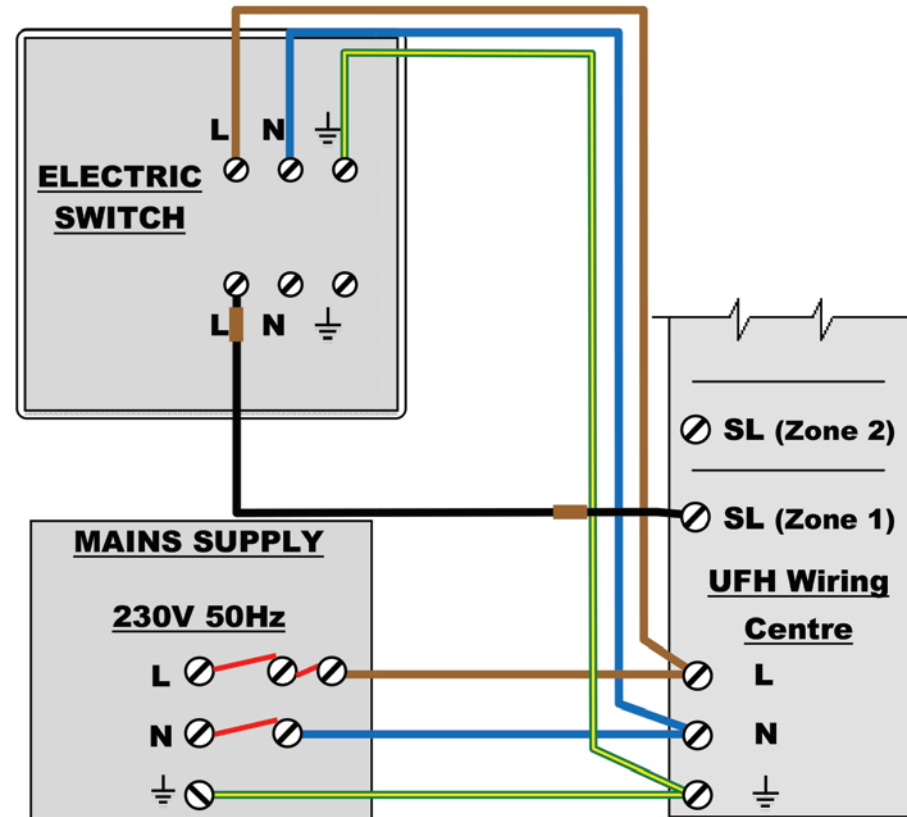 L N
ELECTRIC
SWITCH
L N
SL (Zone 2)
SL (Zone 1)
MAINS SUPPLY
230V 50Hz
UFH Wiring
Centre
L
N
L
N